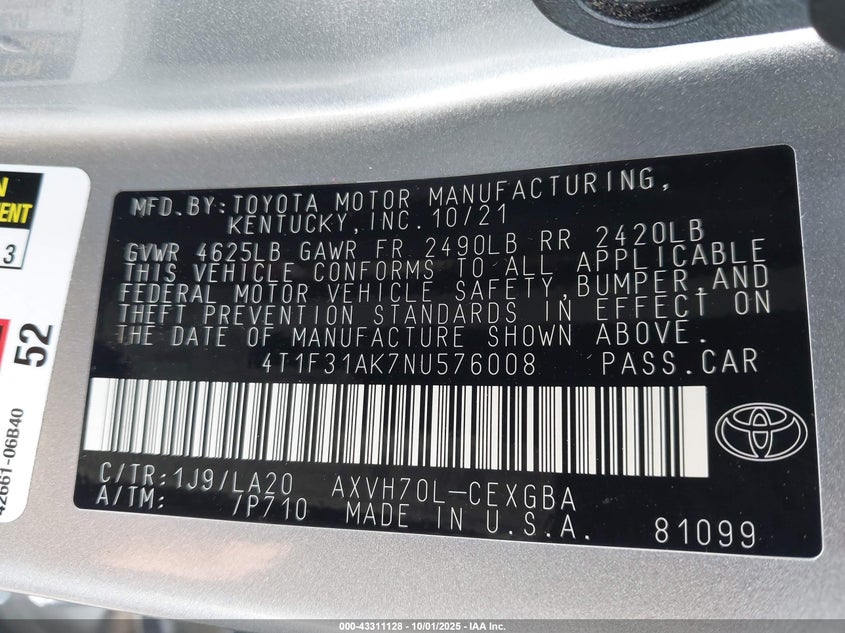 MFD.BY:TOYOTA MOTOR MANUFACTURING,
KENTUCKY,INC.10/21
GVWR 4625LB GAWR FR 2490LB RR 2420LB
THIS VEHICLE CONFORMS TO ALL APPLICABLE
FEDERAL MOTOR VEHICLE SAFETY,BUMPER,AND
THEFT PREVENTION STANDARDS IN EFFECT ON
THE DATE OF MANUFACTURE SHOWN ABOVE.
4T1F31AK7NU576008 PASS.CAR
C/TR:1J9/LA20 AXVH70L-CEXGBA
A/TM: /P710 MADE IN U.S.A. 81099
3
52
42661-06B40
000-43311128 - 10/01/2025 - IAA Inc.